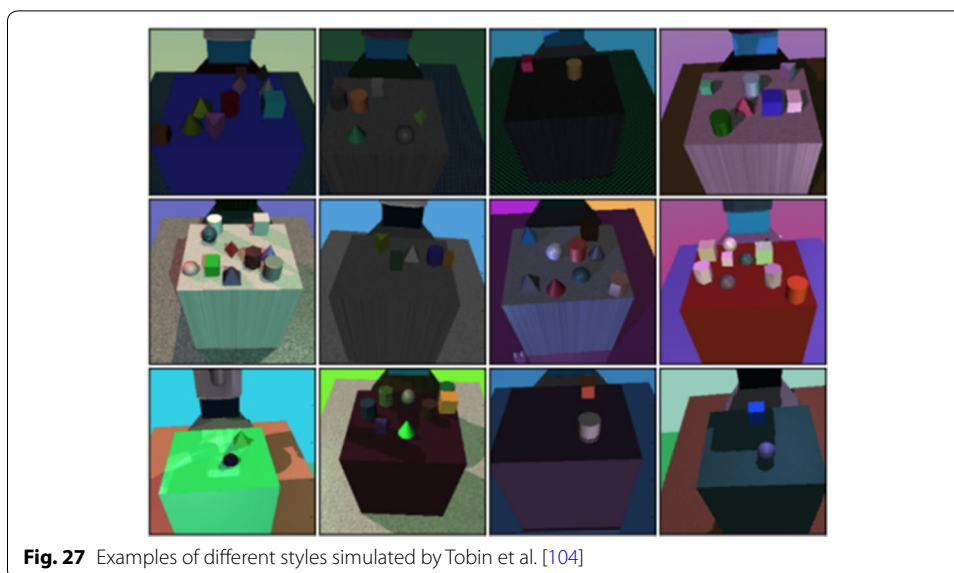 Fig. 27 Examples of different styles simulated by Tobin et al. [104]